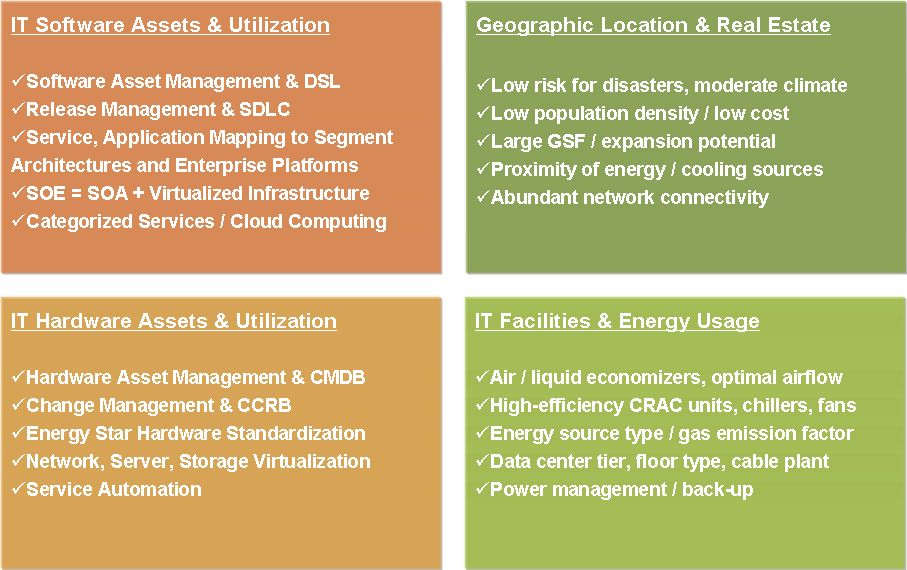 IT Software Assets & Utilization
✓Software Asset Management & DSL
✓Release Management & SDLC
✓Service, Application Mapping to Segment
Architectures and Enterprise Platforms
✓SOE = SOA + Virtualized Infrastructure
✓Categorized Services / Cloud Computing
Geographic Location & Real Estate
✓Low risk for disasters, moderate climate
✓Low population density / low cost
✓Large GSF / expansion potential
✓Proximity of energy / cooling sources
✓Abundant network connectivity
IT Hardware Assets & Utilization
✓Hardware Asset Management & CMDB
✓Change Management & CCRB
✓Energy Star Hardware Standardization
✓Network, Server, Storage Virtualization
✓Service Automation
IT Facilities & Energy Usage
✓Air / liquid economizers, optimal airflow
✓High-efficiency CRAC units, chillers, fans
✓Energy source type / gas emission factor
✓Data center tier, floor type, cable plant
✓Power management / back-up